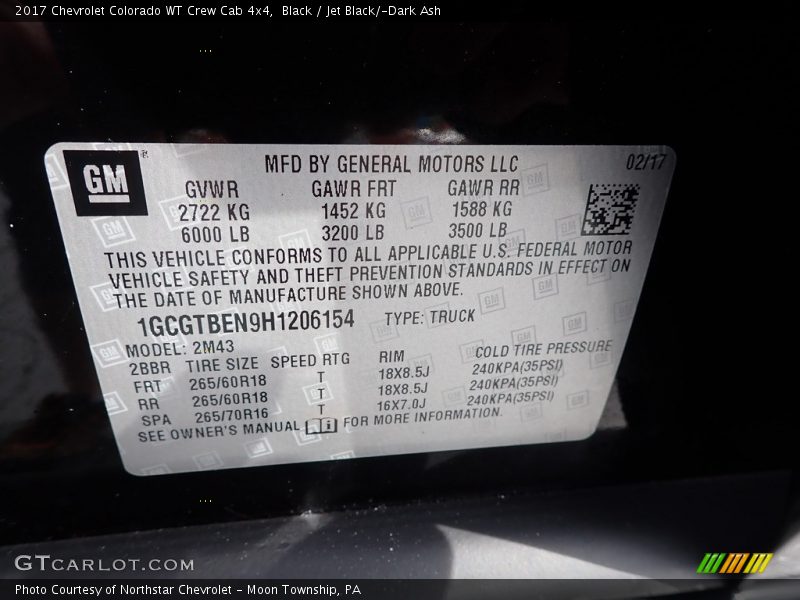 2017 Chevrolet Colorado WT Crew Cab 4x4,  Black / Jet Black/­Dark Ash
GM
MFD BY GENERAL MOTORS LLC 02/17
GVWR GAWR FRT GAWR RR
2722 KG 1452 KG 1588 KG
6000 LB 3200 LB 3500 LB
THIS VEHICLE CONFORMS TO ALL APPLICABLE U.S. FEDERAL MOTOR
VEHICLE SAFETY AND THEFT PREVENTION STANDARDS IN EFFECT ON
THE DATE OF MANUFACTURE SHOWN ABOVE.
1GCGTBEN9H1206154 TYPE: TRUCK
MODEL: 2M43
2BBR TIRE SIZE SPEED RTG RIM COLD TIRE PRESSURE
FRT 265/60R18 T 18X8.5J 240KPA(35PSI)
RR 265/60R18 T 18X8.5J 240KPA(35PSI)
SPA 265/70R16 T 16X7.0J 240KPA(35PSI)
SEE OWNER'S MANUAL i FOR MORE INFORMATION.
GTCARLOT.COM
Photo Courtesy of Northstar Chevrolet - Moon Township, PA